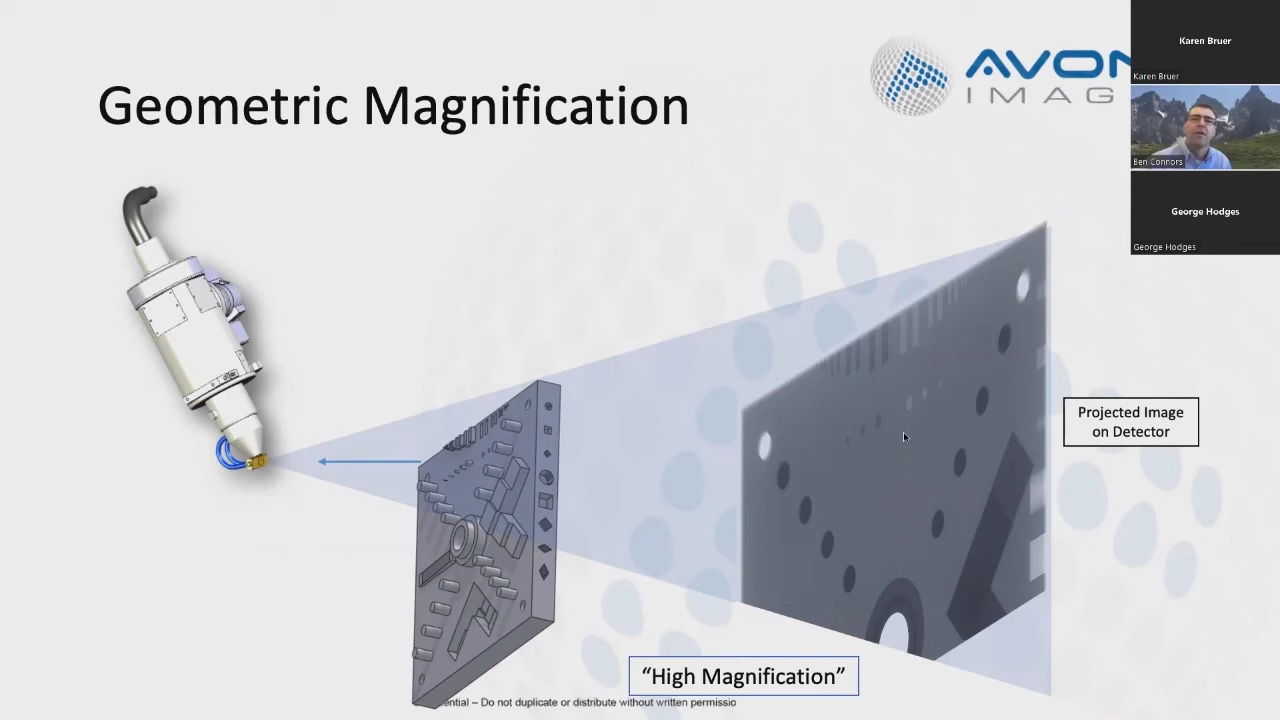 Geometric Magnification
AVON
IMAG
Karen Bruer
Karen Bruer
Ben Connors
George Hodges
George Hodges
Projected Image
on Detector
“High Magnification”
ential – Do not duplicate or distribute without written permissio